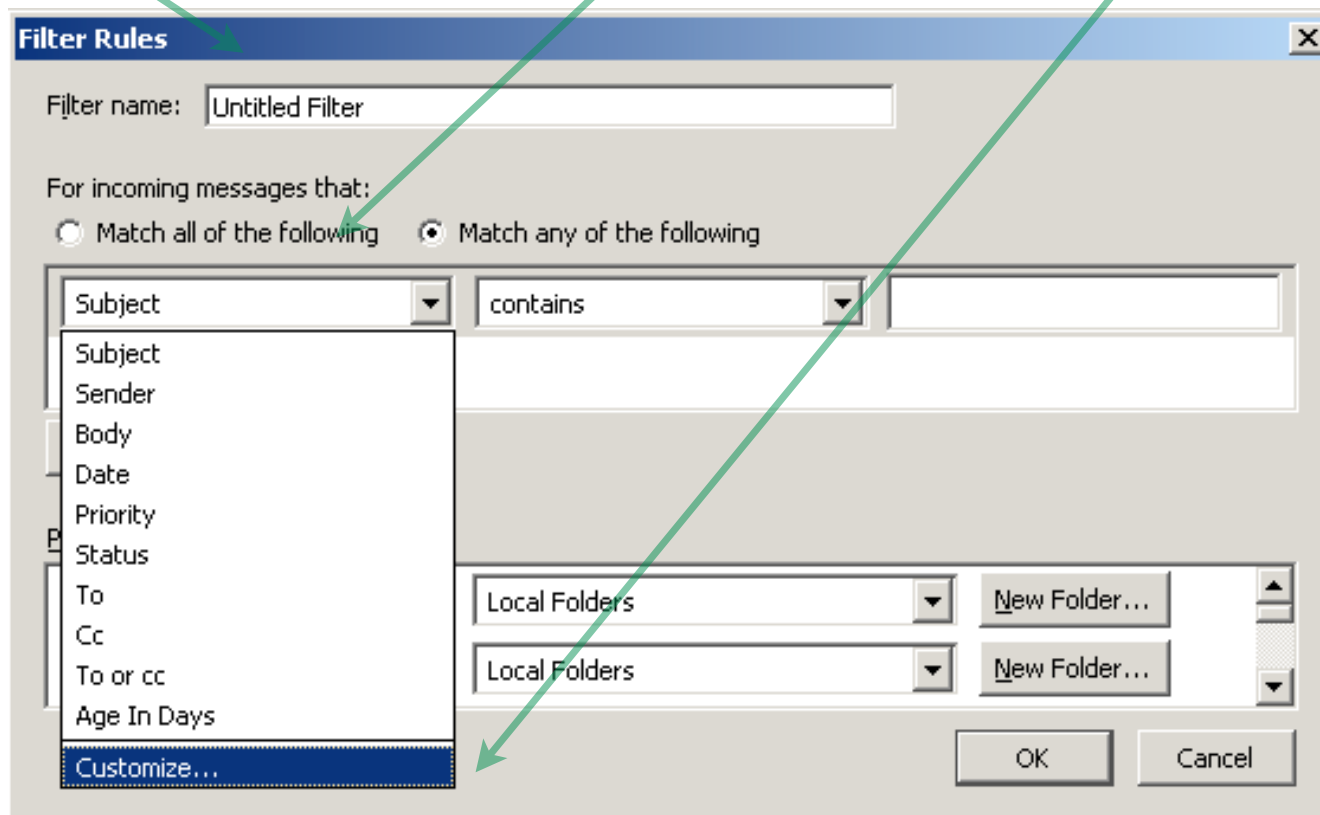 Filter Rules
Filter name: Untitled Filter
For incoming messages that:
Match all of the following Match any of the following
Subject contains
Subject
Sender
Body
Date
Priority
Status
To
Local Folders New Folder...
Cc
To or cc
Local Folders New Folder...
Age In Days
Customize...
OK Cancel